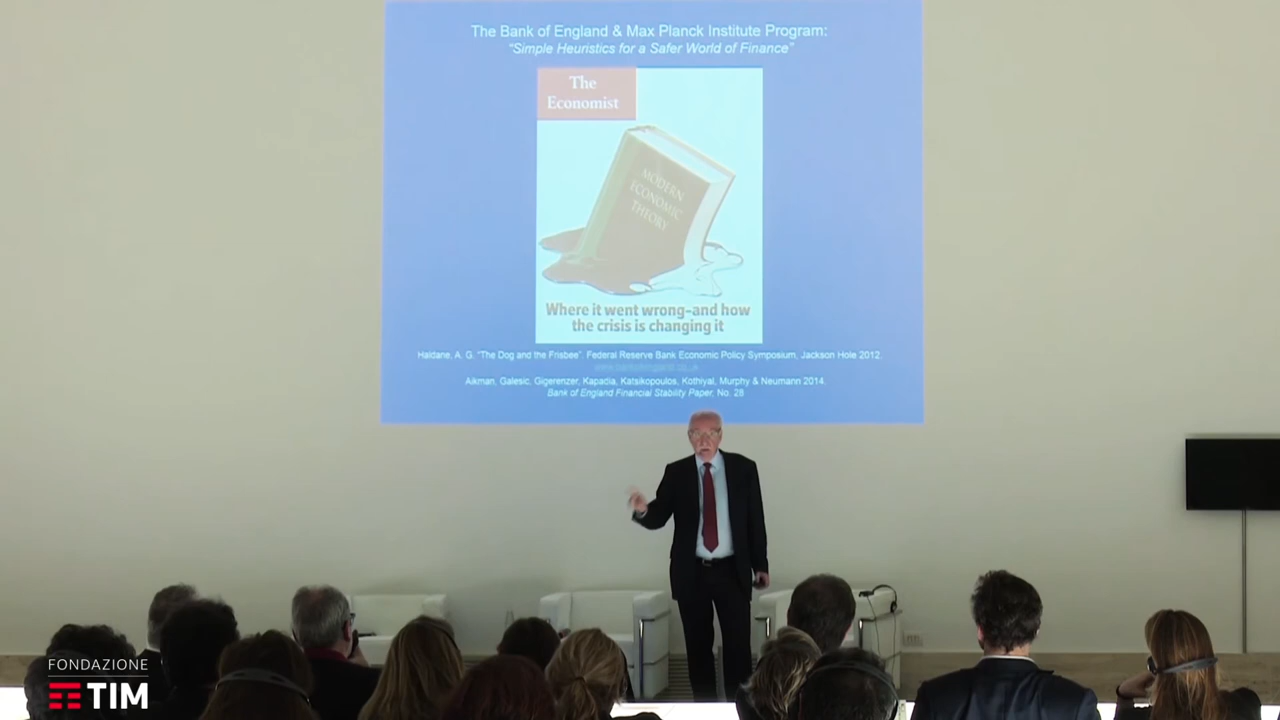 The Bank of England & Max Planck Institute Program:
“Simple Heuristics for a Safer World of Finance”
The
Economist
MODERN
ECONOMIC
THEORY
Where it went wrong–and how
the crisis is changing it
Haldane, A. G. “The Dog and the Frisbee”. Federal Reserve Bank Economic Policy Symposium, Jackson Hole 2012.
Aikman, Galesic, Gigerenzer, Kapadia, Katsikopoulos, Kothiyal, Murphy & Neumann 2014.
Bank of England Financial Stability Paper, No. 28
FONDAZIONE
TIM